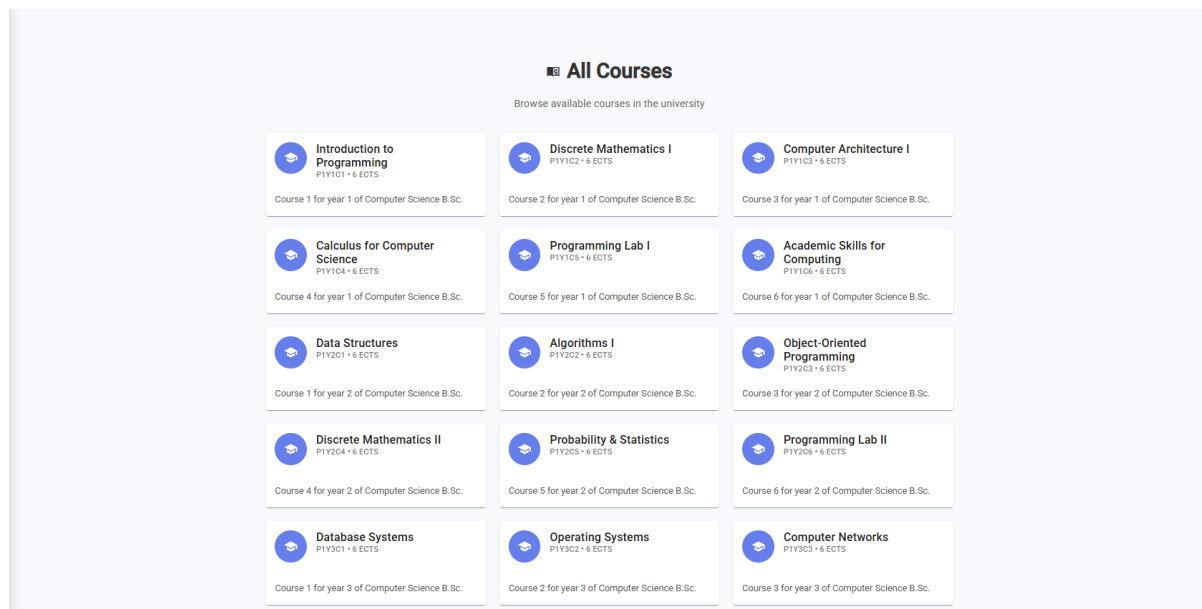 All Courses
Browse available courses in the university
Introduction to
Programming
P1Y1C1 • 6 ECTS
Course 1 for year 1 of Computer Science B.Sc.
Discrete Mathematics I
P1Y1C2 • 6 ECTS
Course 2 for year 1 of Computer Science B.Sc.
Computer Architecture I
P1Y1C3 • 6 ECTS
Course 3 for year 1 of Computer Science B.Sc.
Calculus for Computer
Science
P1Y1C4 • 6 ECTS
Course 4 for year 1 of Computer Science B.Sc.
Programming Lab I
P1Y1C5 • 6 ECTS
Course 5 for year 1 of Computer Science B.Sc.
Academic Skills for
Computing
P1Y1C6 • 6 ECTS
Course 6 for year 1 of Computer Science B.Sc.
Data Structures
P1Y2C1 • 6 ECTS
Course 1 for year 2 of Computer Science B.Sc.
Algorithms I
P1Y2C2 • 6 ECTS
Course 2 for year 2 of Computer Science B.Sc.
Object-Oriented
Programming
P1Y2C3 • 6 ECTS
Course 3 for year 2 of Computer Science B.Sc.
Discrete Mathematics II
P1Y2C4 • 6 ECTS
Course 4 for year 2 of Computer Science B.Sc.
Probability & Statistics
P1Y2C5 • 6 ECTS
Course 5 for year 2 of Computer Science B.Sc.
Programming Lab II
P1Y2C6 • 6 ECTS
Course 6 for year 2 of Computer Science B.Sc.
Database Systems
P1Y3C1 • 6 ECTS
Course 1 for year 3 of Computer Science B.Sc.
Operating Systems
P1Y3C2 • 6 ECTS
Course 2 for year 3 of Computer Science B.Sc.
Computer Networks
P1Y3C3 • 6 ECTS
Course 3 for year 3 of Computer Science B.Sc.